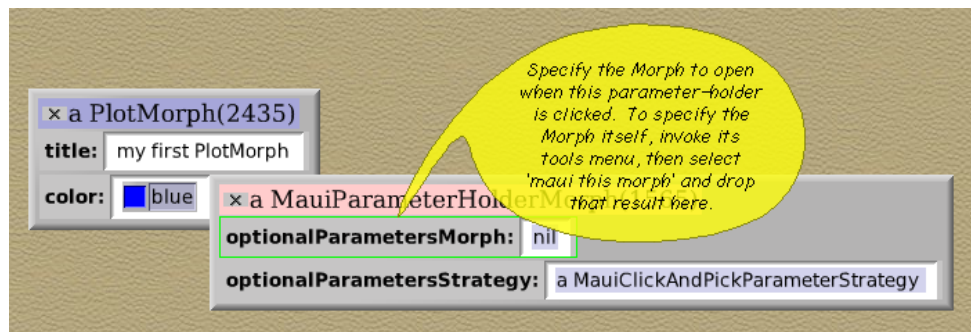 × a PlotMorph(2435)
title: my first PlotMorph
color: blue
Specify the Morph to open
when this parameter-holder
is clicked. To specify the
Morph itself, invoke its
tools menu, then select
'maui this morph' and drop
that result here.
× a MauiParameterHolderMorph(1565)
optionalParametersMorph: nil
optionalParametersStrategy: a MauiClickAndPickParameterStrategy